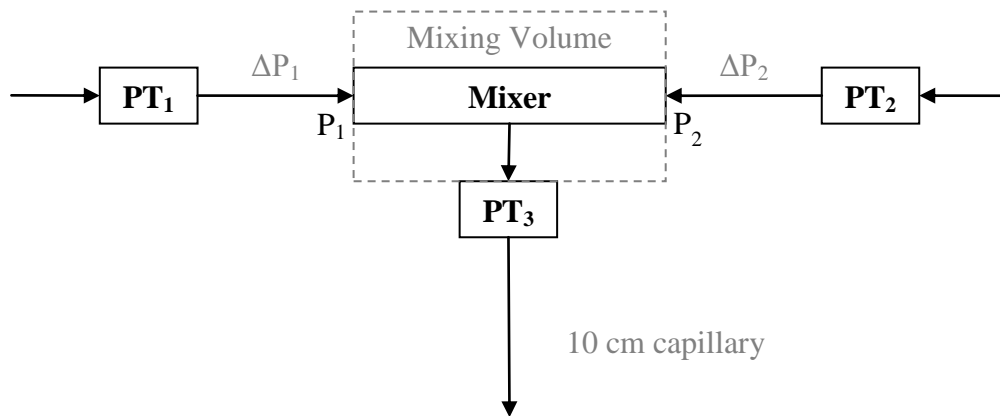 Mixing Volume
ΔP₁
ΔP₂
PT₁
Mixer
PT₂
P₁
P₂
PT₃
10 cm capillary